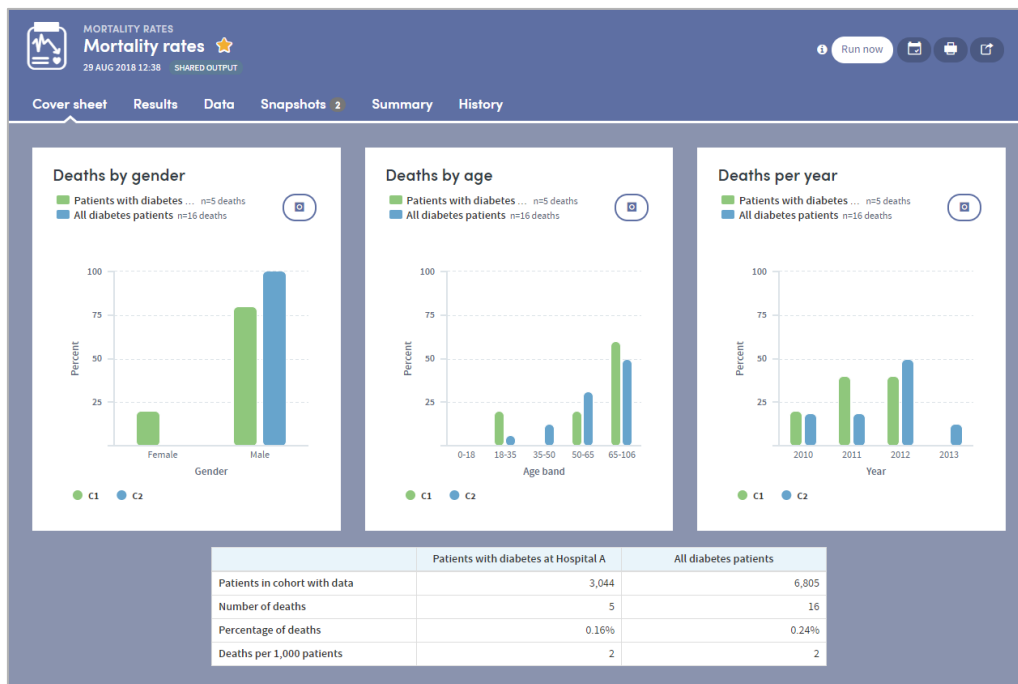 MORTALITY RATES
Mortality rates
29 AUG 2018 12:38 SHARED OUTPUT
Run now
Cover sheet Results Data Snapshots 2 Summary History
Deaths by gender
Patients with diabetes ... n=5 deaths
All diabetes patients n=16 deaths
100
75
50
25
Percent
Female Male
Gender
C1 C2
Deaths by age
Patients with diabetes ... n=5 deaths
All diabetes patients n=16 deaths
100
75
50
25
Percent
0-18 18-35 35-50 50-65 65-106
Age band
C1 C2
Deaths per year
Patients with diabetes ... n=5 deaths
All diabetes patients n=16 deaths
100
75
50
25
Percent
2010 2011 2012 2013
Year
C1 C2
Patients with diabetes at Hospital A All diabetes patients
Patients in cohort with data 3,044 6,805
Number of deaths 5 16
Percentage of deaths 0.16% 0.24%
Deaths per 1,000 patients 2 2